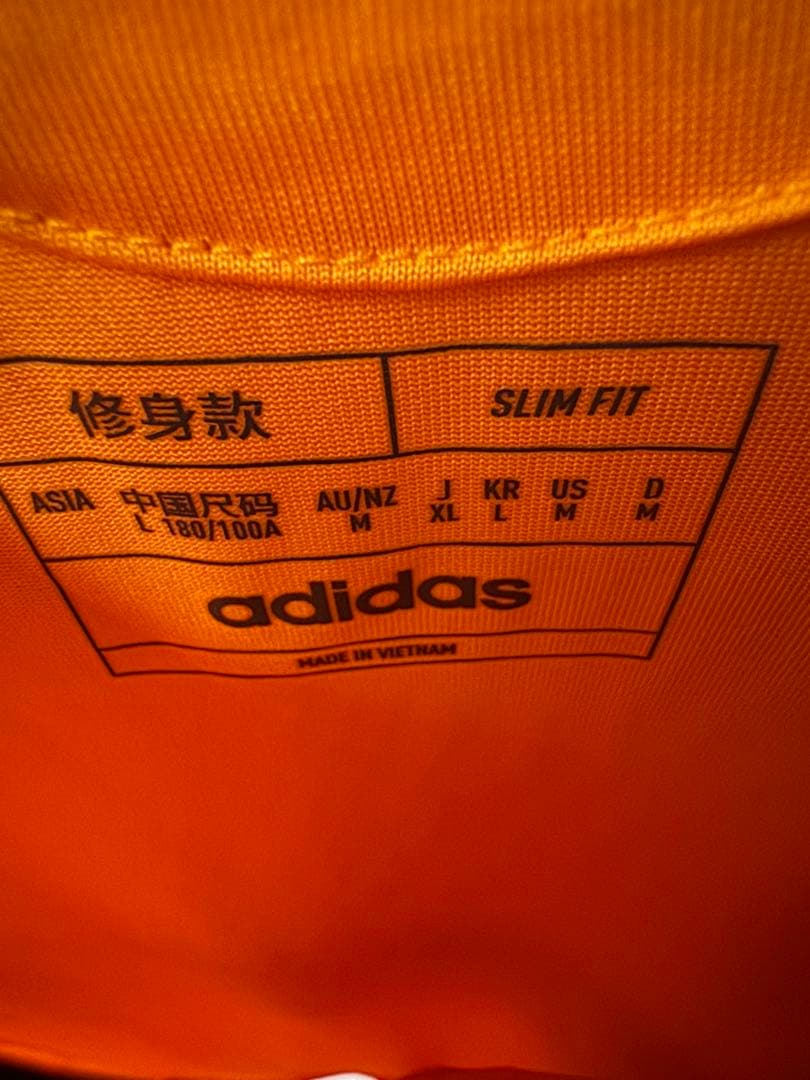 修身款 SLIM FIT
ASIA 中国尺码 AU/NZ J KR US D
L 180/100A M XL L M M
adidas
MADE IN VIETNAM